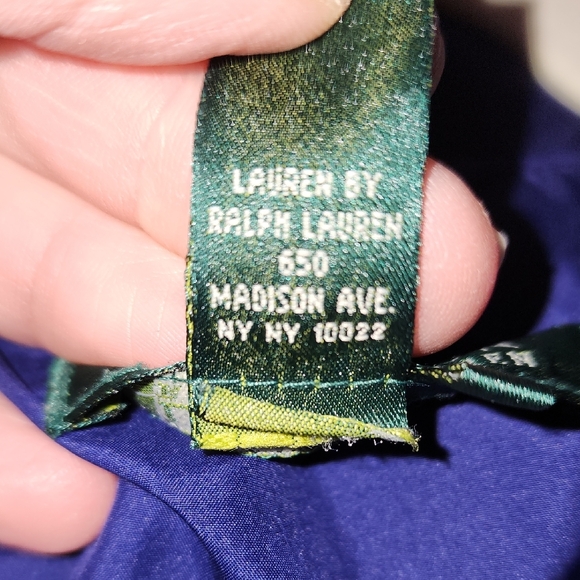 LAUREN BY
RALPH LAUREN
650
MADISON AVE.
NY NY 10022